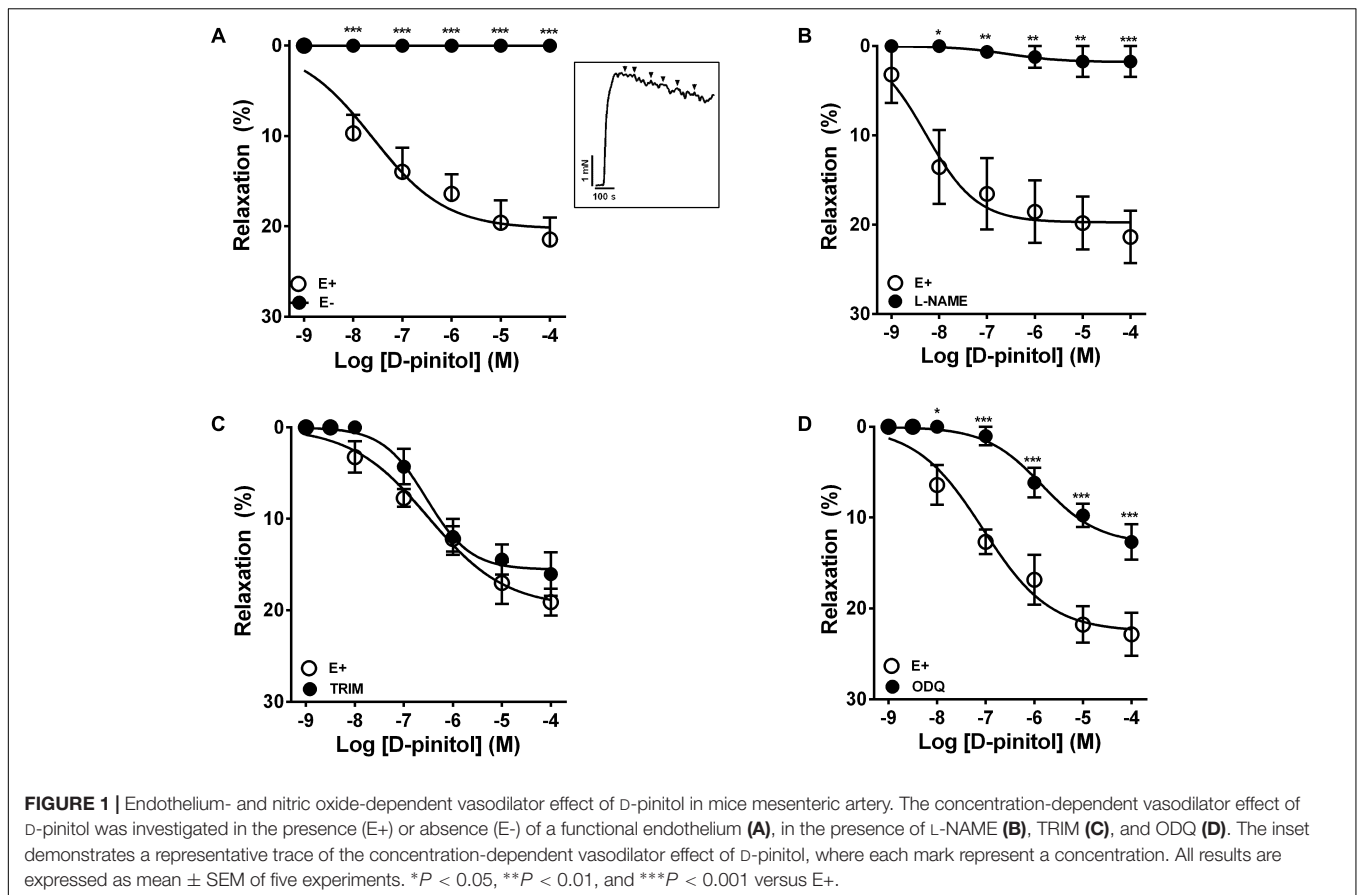 A
*** *** *** *** ***
0
10
20
30
Relaxation (%)
E+
E-
-9 -8 -7 -6 -5 -4
Log [D-pinitol] (M)
1 mN
100 s
B
* ** ** ** ***
0
10
20
30
Relaxation (%)
E+
L-NAME
-9 -8 -7 -6 -5 -4
Log [D-pinitol] (M)
C
0
10
20
30
Relaxation (%)
E+
TRIM
-9 -8 -7 -6 -5 -4
Log [D-pinitol] (M)
D
* *** *** *** ***
0
10
20
30
Relaxation (%)
E+
ODQ
-9 -8 -7 -6 -5 -4
Log [D-pinitol] (M)
FIGURE 1 | Endothelium- and nitric oxide-dependent vasodilator effect of D-pinitol in mice mesenteric artery. The concentration-dependent vasodilator effect of
D-pinitol was investigated in the presence (E+) or absence (E-) of a functional endothelium (A), in the presence of L-NAME (B), TRIM (C), and ODQ (D). The inset
demonstrates a representative trace of the concentration-dependent vasodilator effect of D-pinitol, where each mark represent a concentration. All results are
expressed as mean ± SEM of five experiments. *P < 0.05, **P < 0.01, and ***P < 0.001 versus E+.